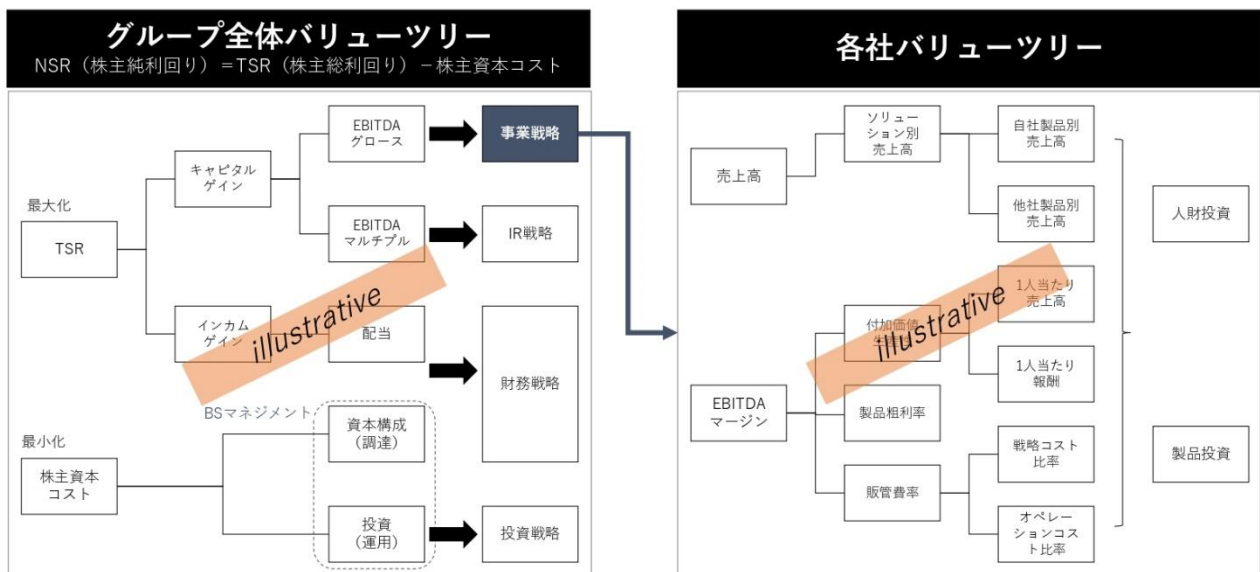 グループ全体バリューツリー
NSR（株主純利回り）＝TSR（株主総利回り）－株主資本コスト
最大化
TSR
キャピタル
ゲイン
インカム
ゲイン
EBITDA
グロース
EBITDA
マルチプル
配当
事業戦略
IR戦略
財務戦略
投資戦略
illustrative
BSマネジメント
最小化
株主資本
コスト
資本構成
（調達）
投資
（運用）
各社バリューツリー
売上高
ソリュー
ション別
売上高
自社製品別
売上高
他社製品別
売上高
EBITDA
マージン
付加価値
生産性
1人当たり
売上高
1人当たり
報酬
illustrative
製品粗利率
販管費率
戦略コスト
比率
オペレー
ションコス
ト比率
人財投資
製品投資